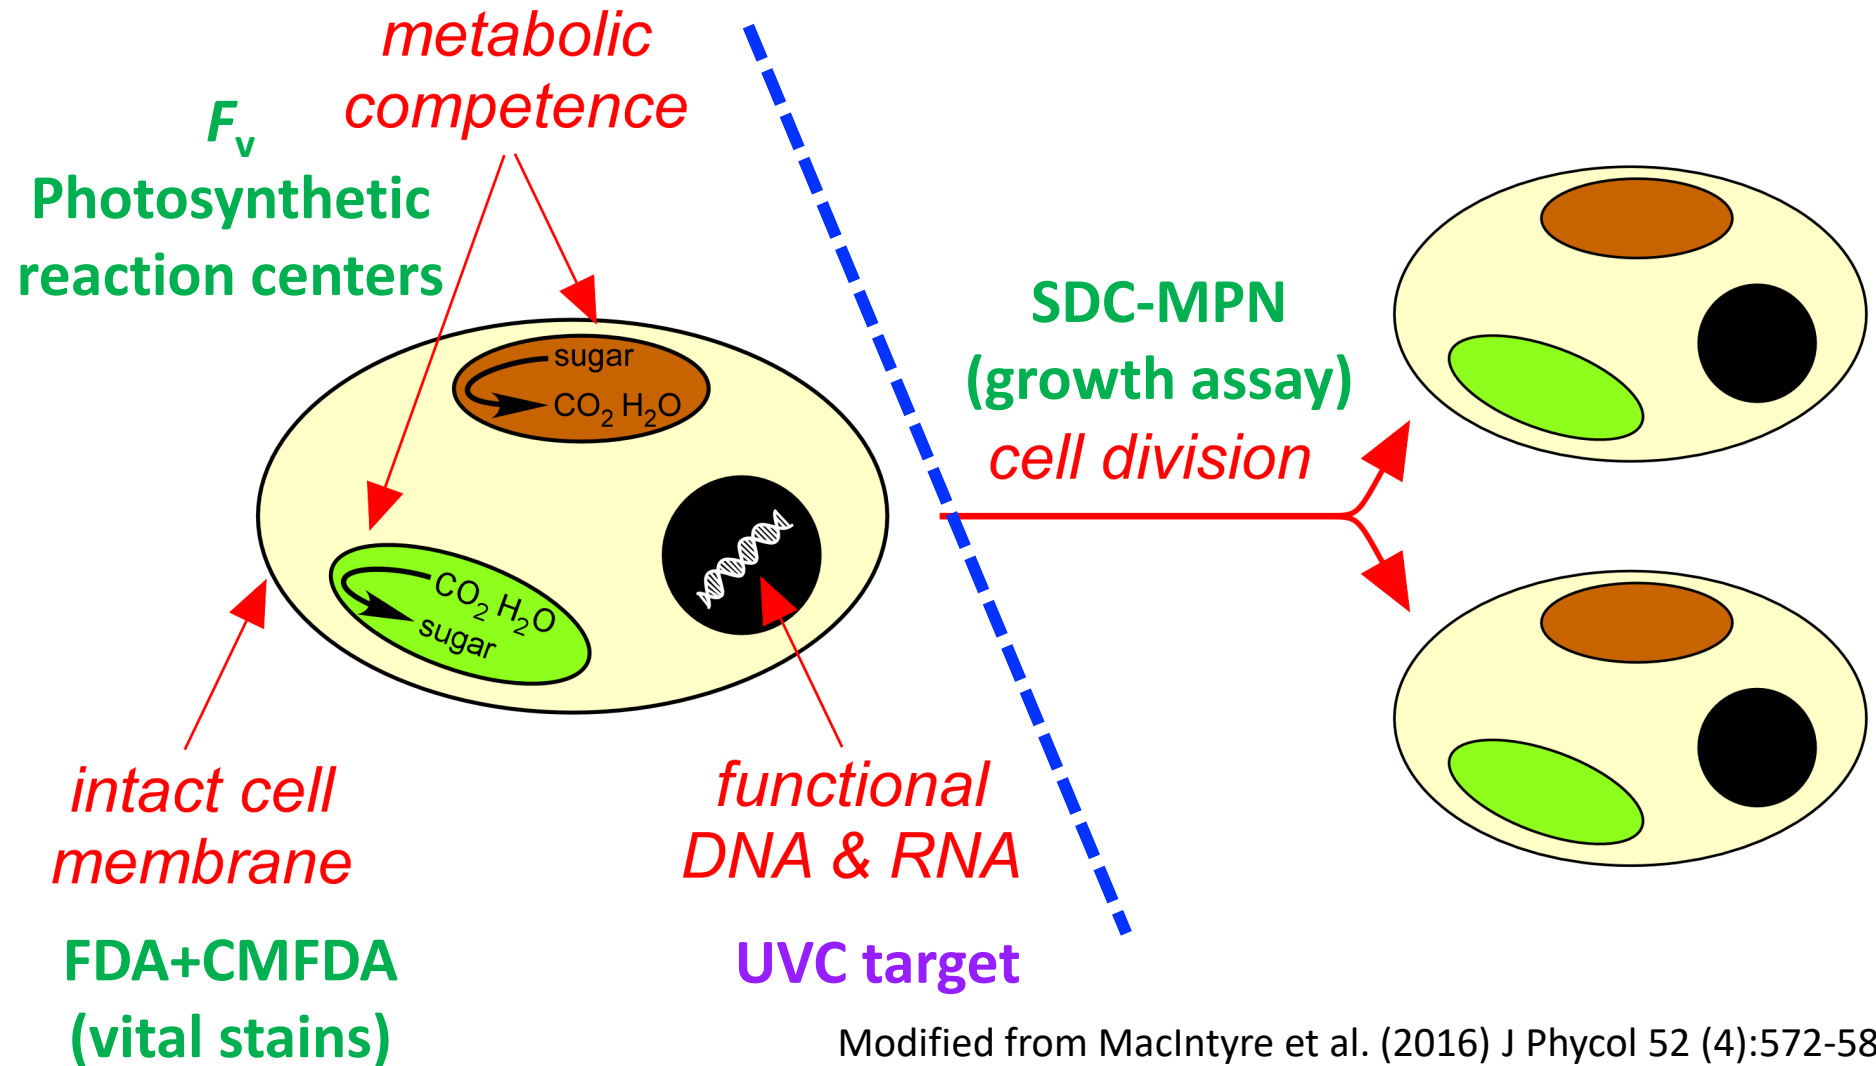 metabolic
competence
Fv
Photosynthetic
reaction centers
sugar
CO2 H2O
CO2 H2O
sugar
SDC-MPN
(growth assay)
cell division
intact cell
membrane
functional
DNA & RNA
FDA+CMFDA
(vital stains)
UVC target
Modified from MacIntyre et al. (2016) J Phycol 52 (4):572-58